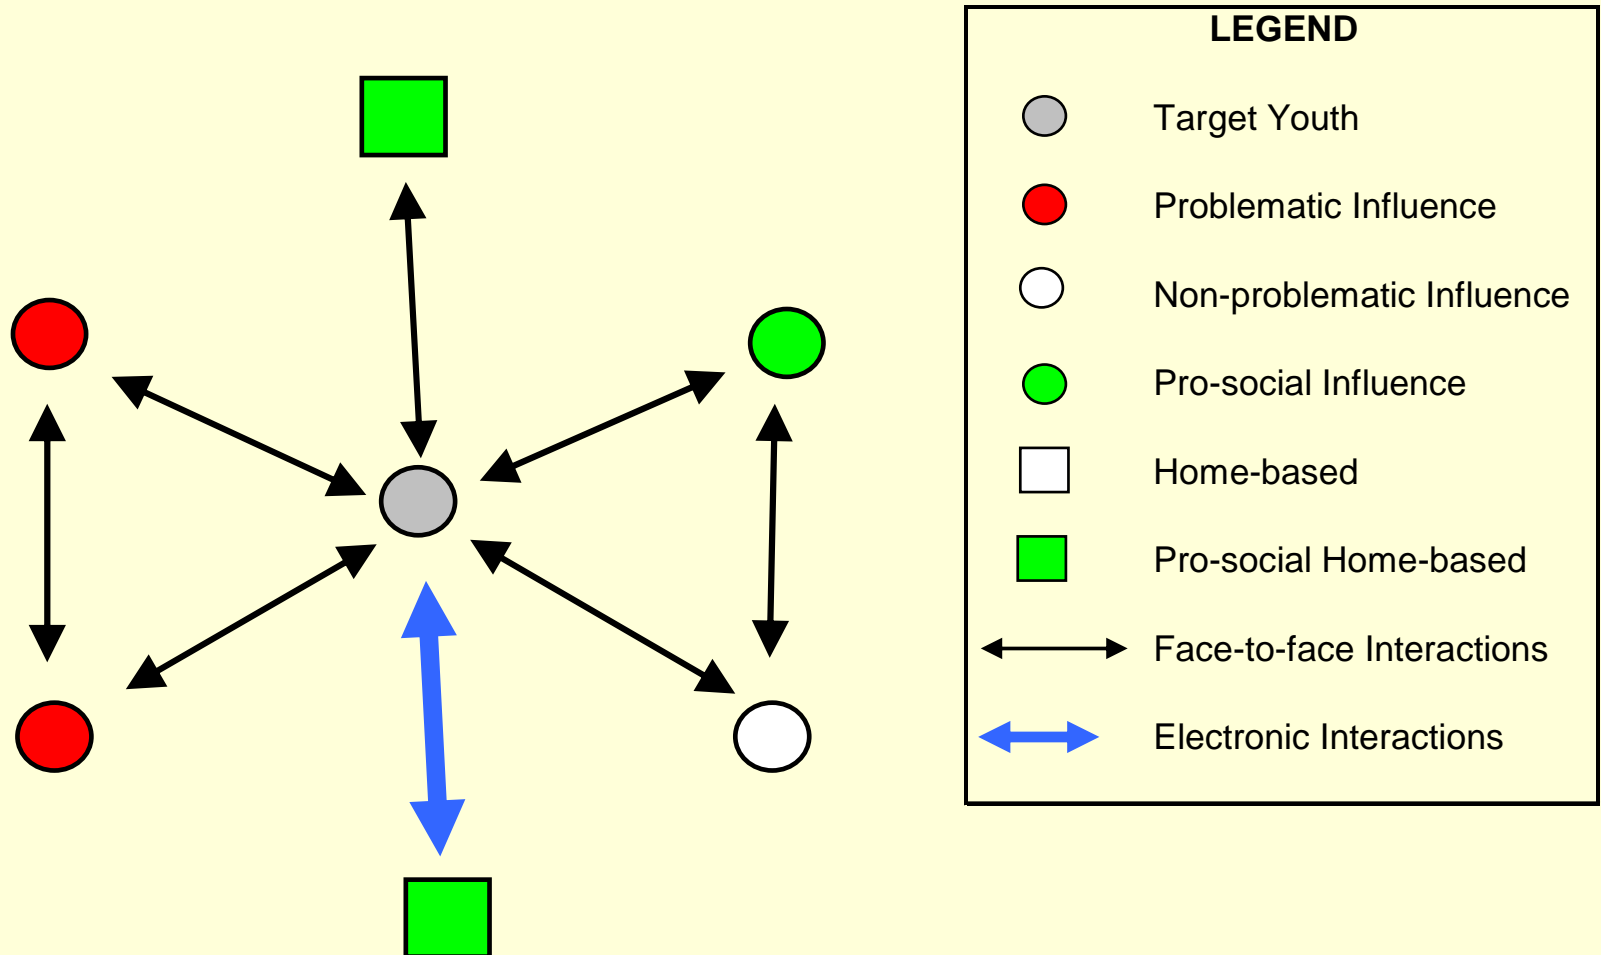 LEGEND
Target Youth
Problematic Influence
Non-problematic Influence
Pro-social Influence
Home-based
Pro-social Home-based
Face-to-face Interactions
Electronic Interactions